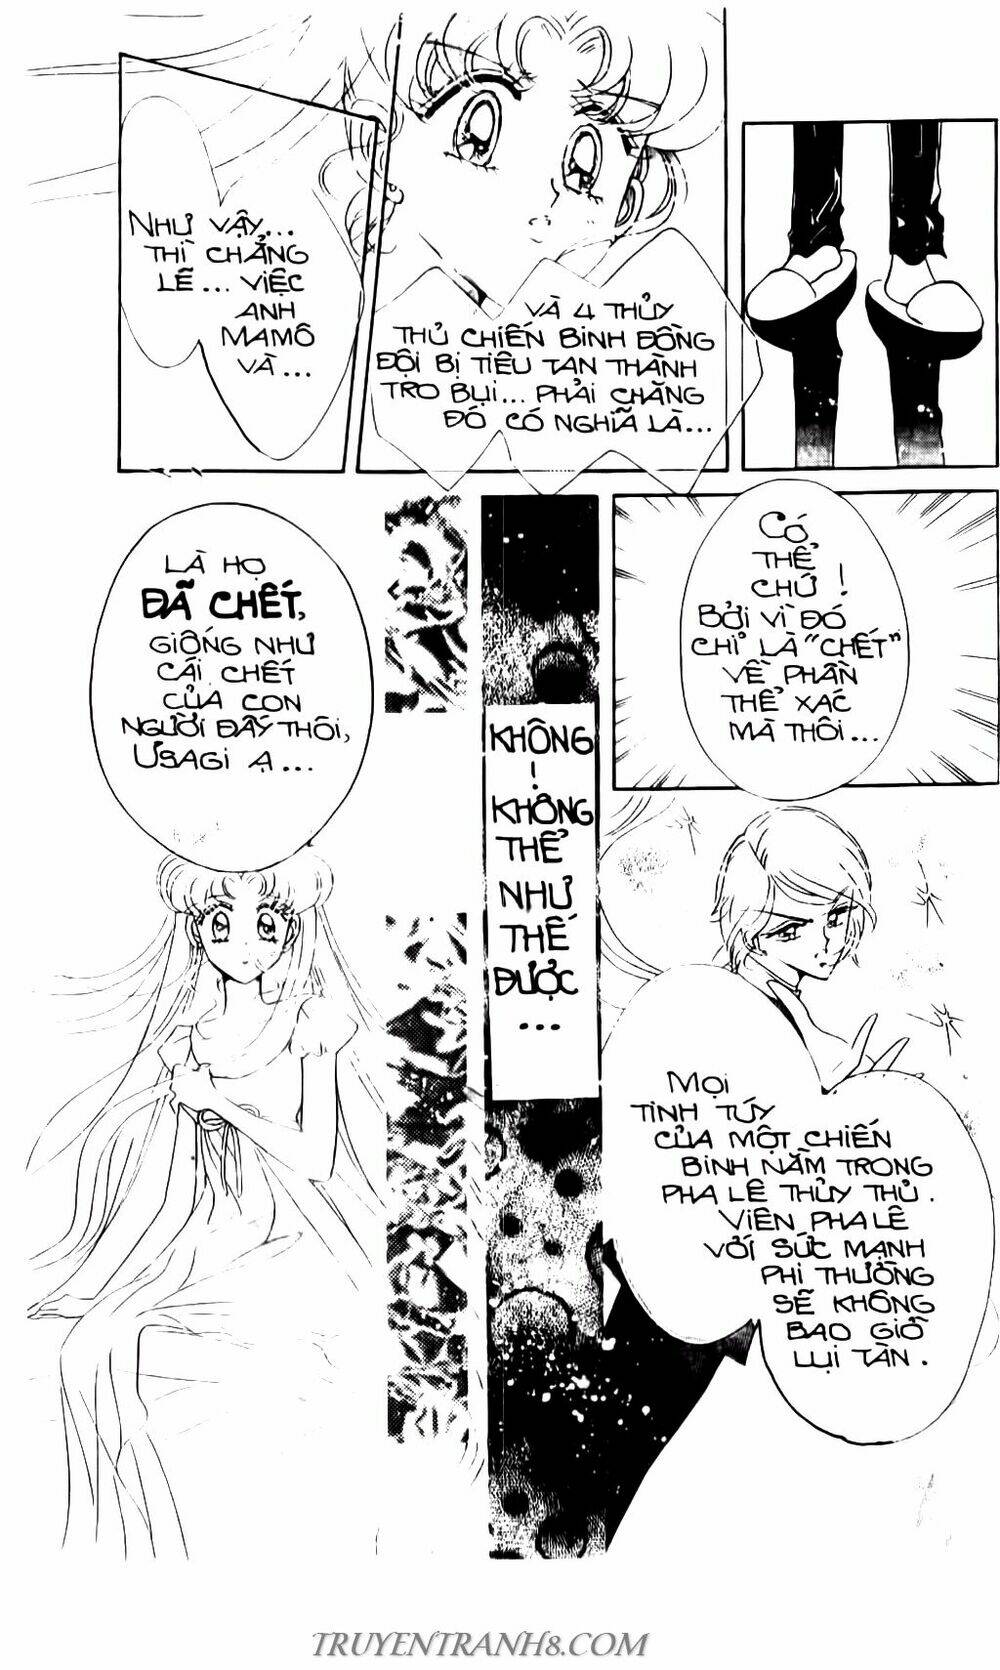 NHƯ VẬY...
THÌ CHẲNG
LẼ... VIỆC
ANH
MAMÔ
VÀ...
VÀ 4 THỦY
THỦ CHIẾN BINH ĐỒNG
ĐỘI BỊ TIÊU TAN THÀNH
TRO BỤI... PHẢI CHĂNG
ĐÓ CÓ NGHĨA LÀ...
LÀ HỌ
ĐÃ CHẾT,
GIỐNG NHƯ
CÁI CHẾT
CỦA CON
NGƯỜI ĐẤY THÔI,
USAGI Ạ...
KHÔNG
!
KHÔNG
THỂ
NHƯ
THẾ
ĐƯỢC
...
CÓ
THỂ
CHỨ !
BỞI VÌ ĐÓ
CHỈ LÀ "CHẾT"
VỀ PHẦN
THỂ XÁC
MÀ THÔI...
MỌI
TINH TÚY
CỦA MỘT CHIẾN
BINH NẰM TRONG
PHA LÊ THỦY THỦ.
VIÊN PHA LÊ
VỚI SỨC MẠNH
PHI THƯỜNG
SẼ KHÔNG
BAO GIỜ
LỤI TÀN.
TRUYENTRANH8.COM